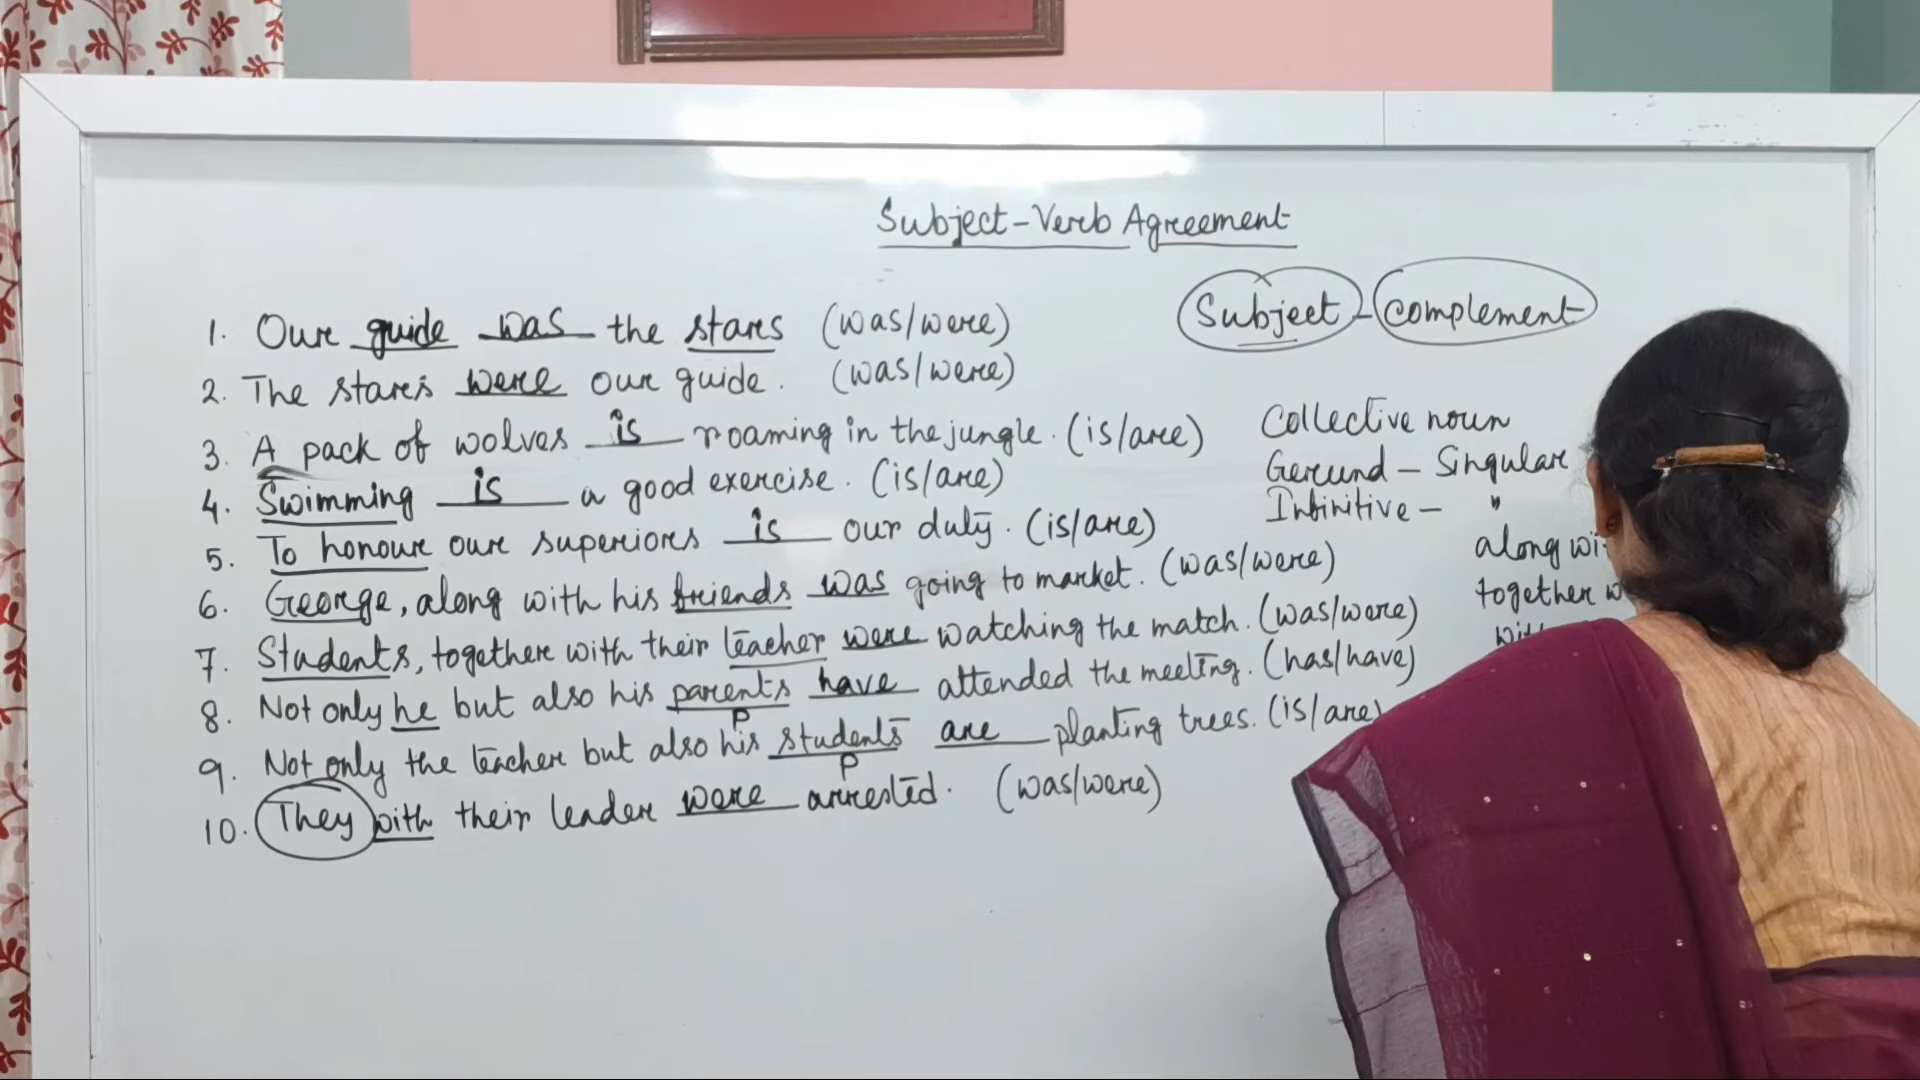 Subject-Verb Agreement
Subject - complement
1. Our guide was the stars (was/were)
2. The stars were our guide. (was/were)
3. A pack of wolves is roaming in the jungle. (is/are)
4. Swimming is a good exercise. (is/are)
5. To honour our superiors is our duty. (is/are)
6. George, along with his friends was going to market. (was/were)
7. Students, together with their teacher were watching the match. (was/were)
8. Not only he but also his parents have attended the meeting. (has/have)
P
9. Not only the teacher but also his students are planting trees. (is/are)
P
10. They with their leader were arrested. (was/were)
Collective noun
Gerund - Singular
Infinitive - "
along
together